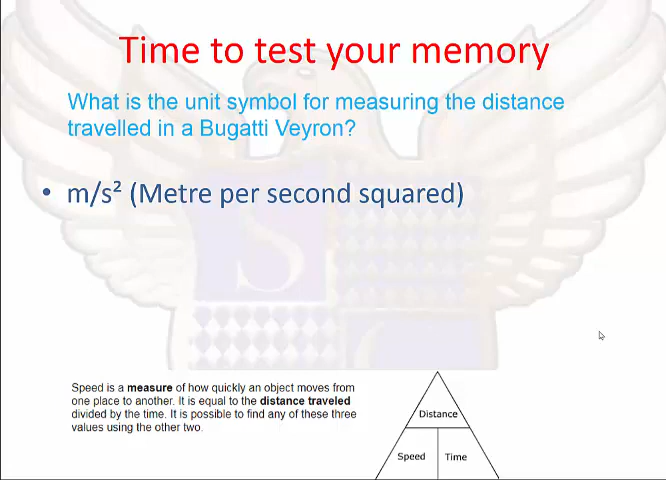 Time to test your memory
What is the unit symbol for measuring the distance
travelled in a Bugatti Veyron?
• m/s² (Metre per second squared)
Speed is a measure of how quickly an object moves from
one place to another. It is equal to the distance traveled
divided by the time. It is possible to find any of these three
values using the other two.
Distance
Speed Time